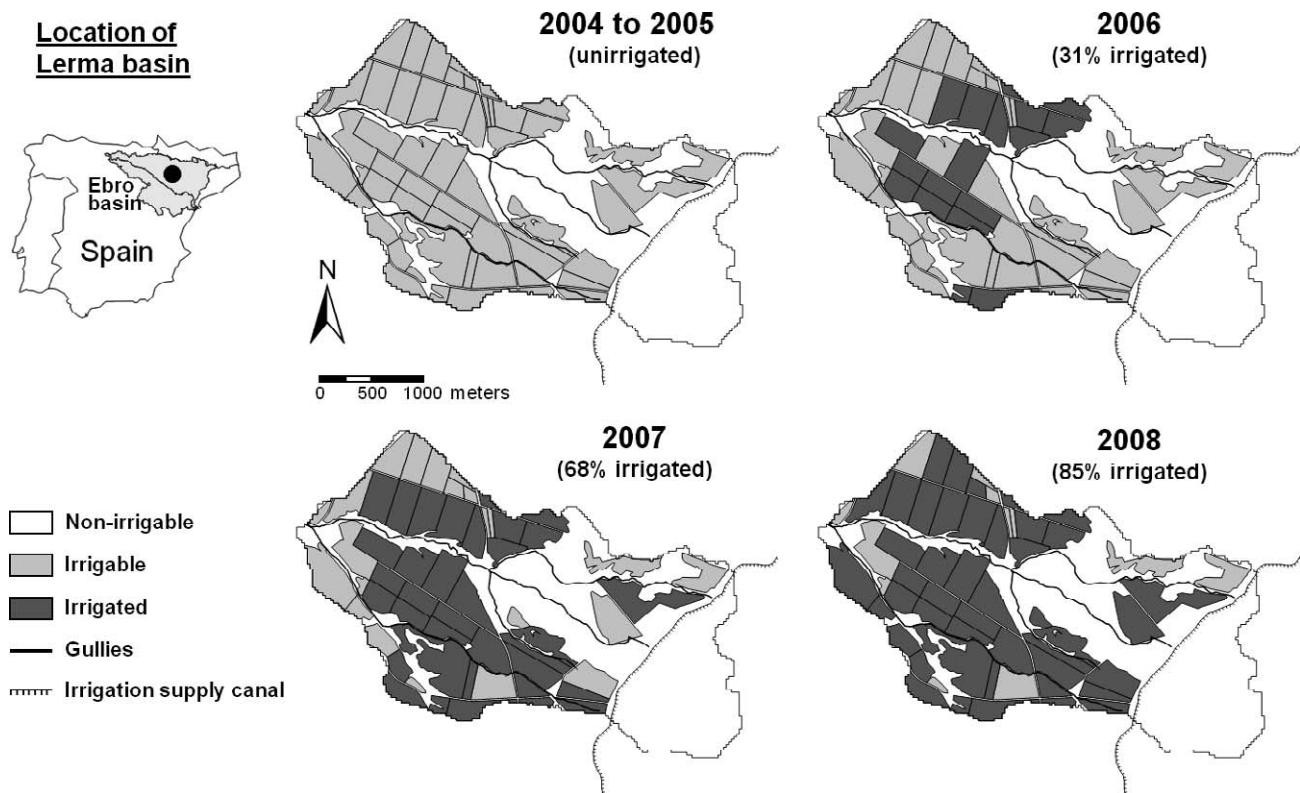 Location of
Lerma basin
2004 to 2005
(unirrigated)
2006
(31% irrigated)
Ebro
basin
Spain
N
0 500 1000 meters
2007
(68% irrigated)
2008
(85% irrigated)
Non-irrigable
Irrigable
Irrigated
Gullies
Irrigation supply canal